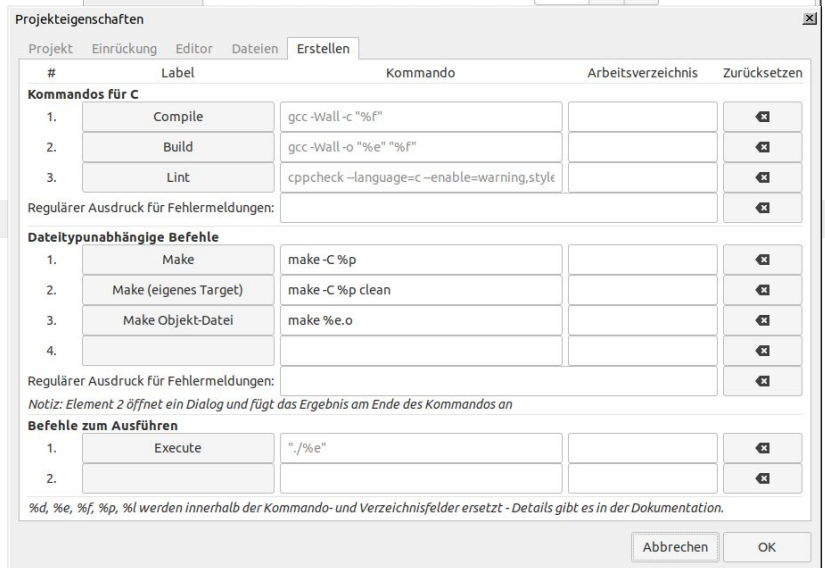 Projekteigenschaften
Projekt Einrückung Editor Dateien Erstellen
# Label Kommando Arbeitsverzeichnis Zurücksetzen
Kommandos für C
1. Compile gcc -Wall -c "%f"
2. Build gcc -Wall -o "%e" "%f"
3. Lint cppcheck --language=c --enable=warning,style
Regulärer Ausdruck für Fehlermeldungen:
Dateitypunabhängige Befehle
1. Make make -C %p
2. Make (eigenes Target) make -C %p clean
3. Make Objekt-Datei make %e.o
4.
Regulärer Ausdruck für Fehlermeldungen:
Notiz: Element 2 öffnet ein Dialog und fügt das Ergebnis am Ende des Kommandos an
Befehle zum Ausführen
1. Execute "./%e"
2.
%d, %e, %f, %p, %l werden innerhalb der Kommando- und Verzeichnisfelder ersetzt - Details gibt es in der Dokumentation.
Abbrechen OK